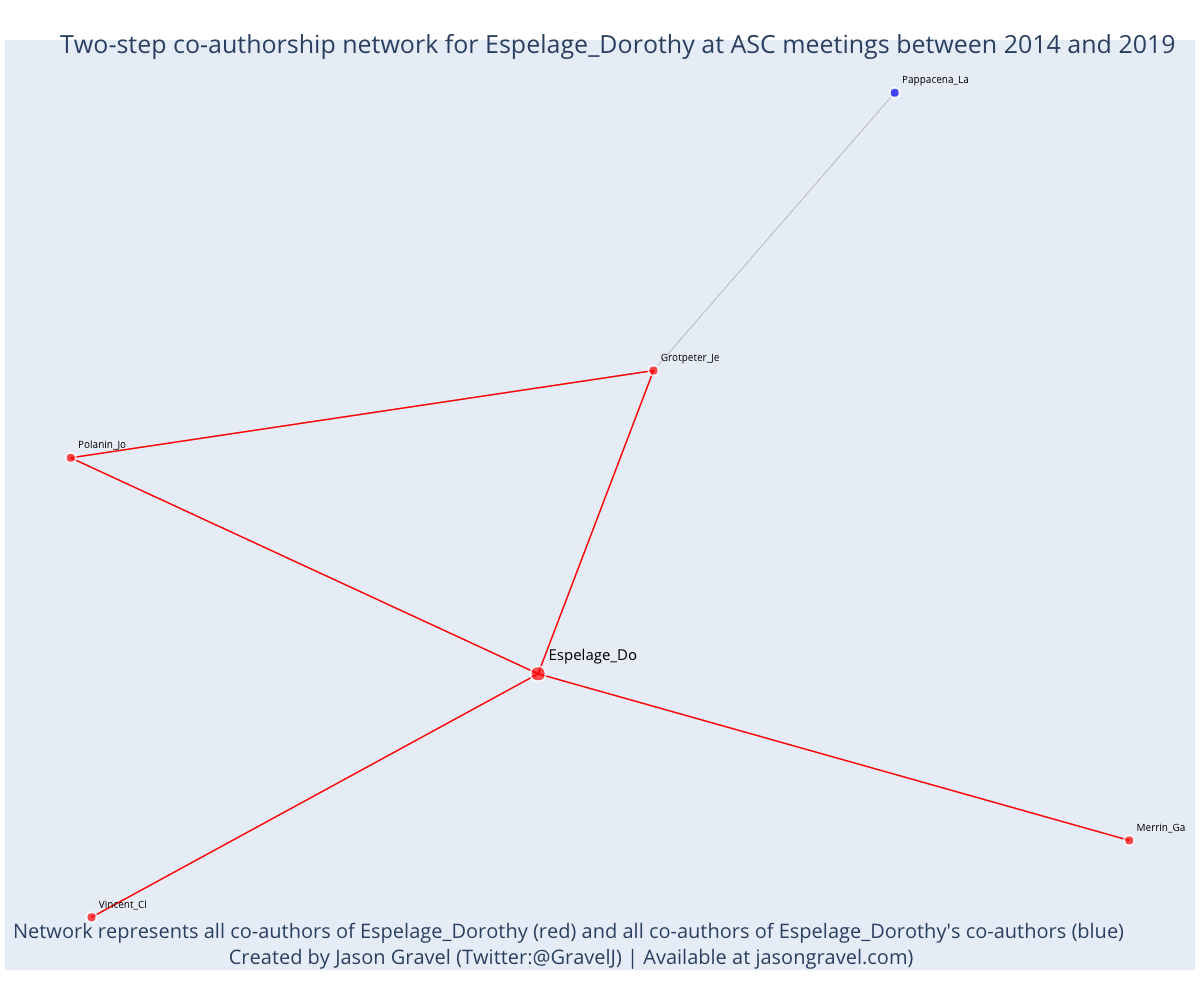 Two-step co-authorship network for Espelage_Dorothy at ASC meetings between 2014 and 2019
Pappacena_La
Grotpeter_Je
Polanin_Jo
Espelage_Do
Merrin_Ga
Vincent_Cl
Network represents all co-authors of Espelage_Dorothy (red) and all co-authors of Espelage_Dorothy's co-authors (blue)
Created by Jason Gravel (Twitter:@GravelJ) | Available at jasongravel.com)